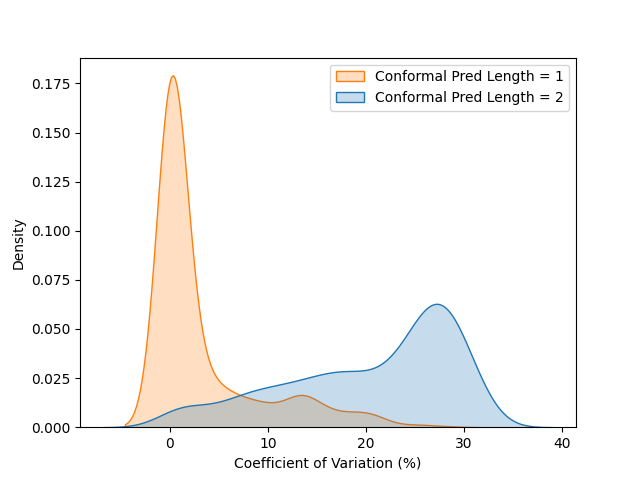 Conformal Pred Length = 1
Conformal Pred Length = 2
Density
0.175
0.150
0.125
0.100
0.075
0.050
0.025
0.000
0 10 20 30 40
Coefficient of Variation (%)